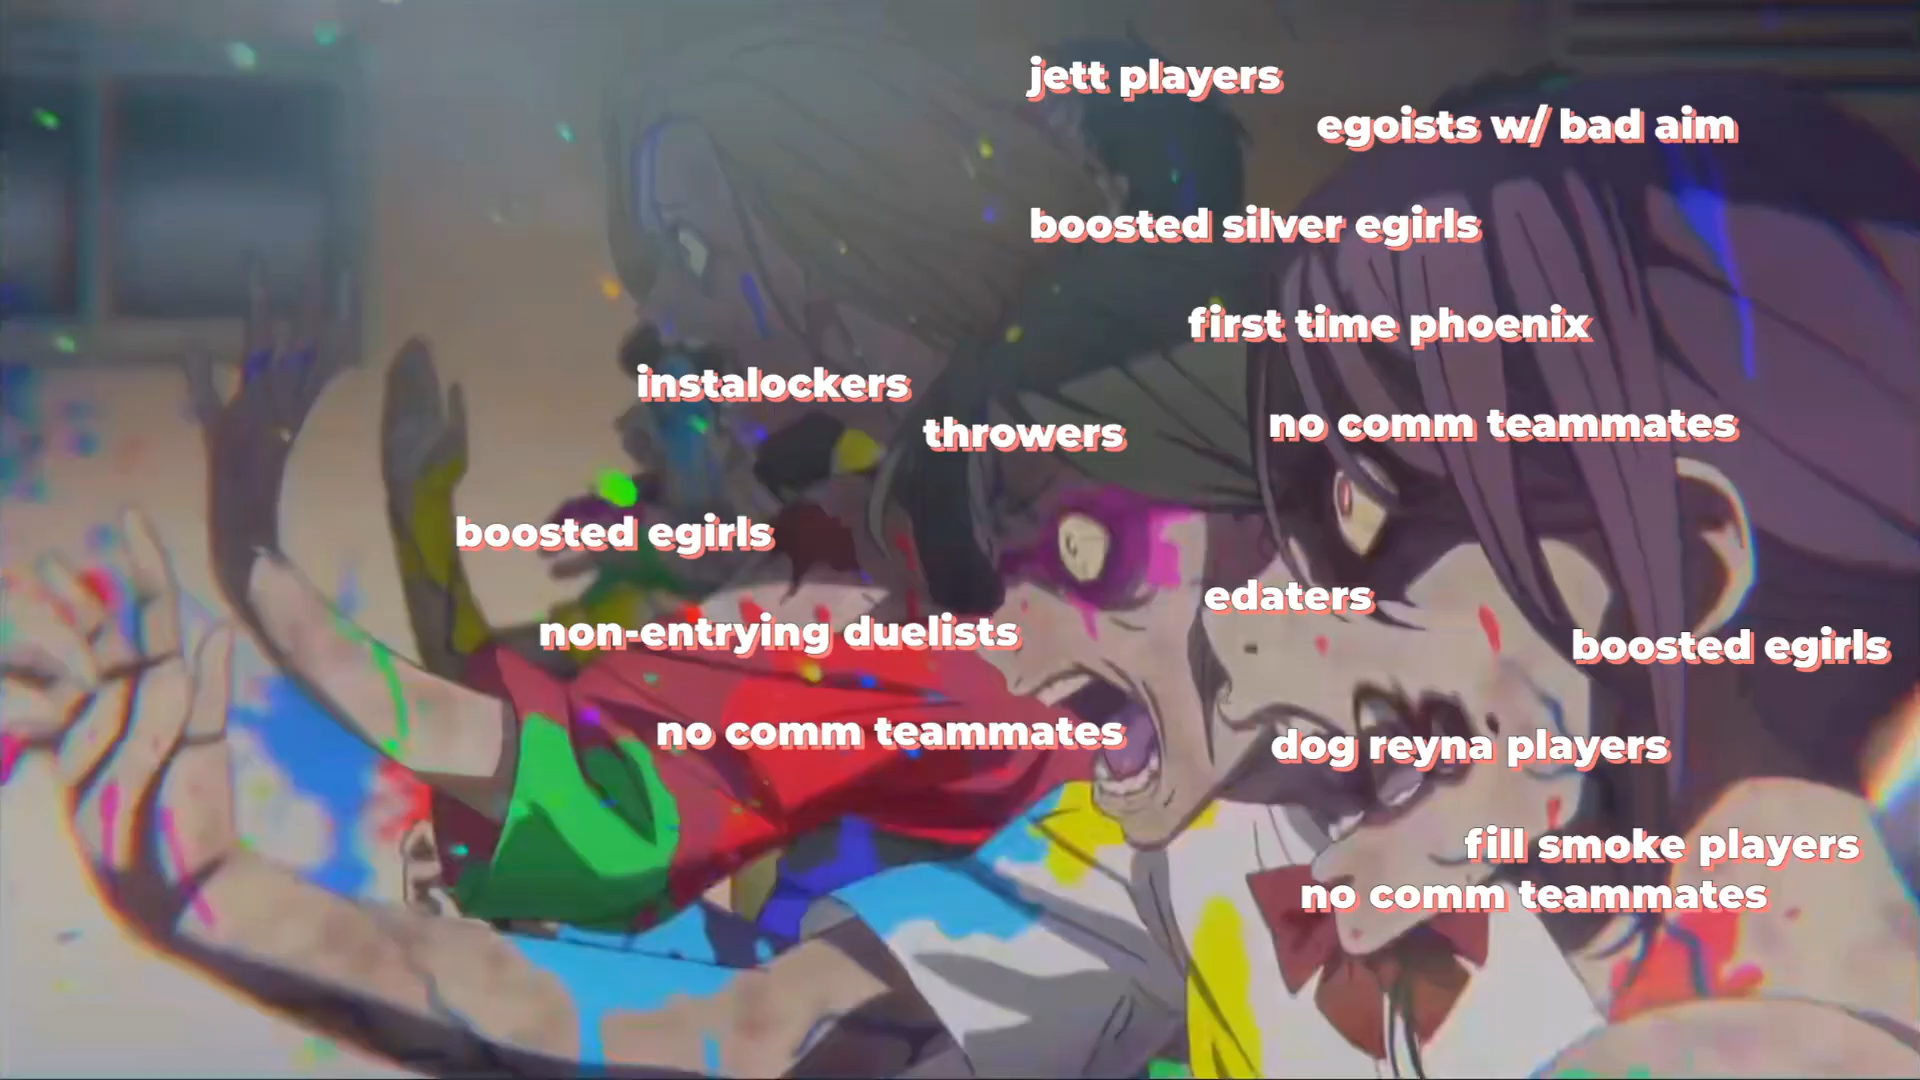 jett players
egoists w/ bad aim
boosted silver egirls
first time phoenix
instalockers
no comm teammates
throwers
boosted egirls
edaters
non-entrying duelists
boosted egirls
no comm teammates
dog reyna players
fill smoke players
no comm teammates